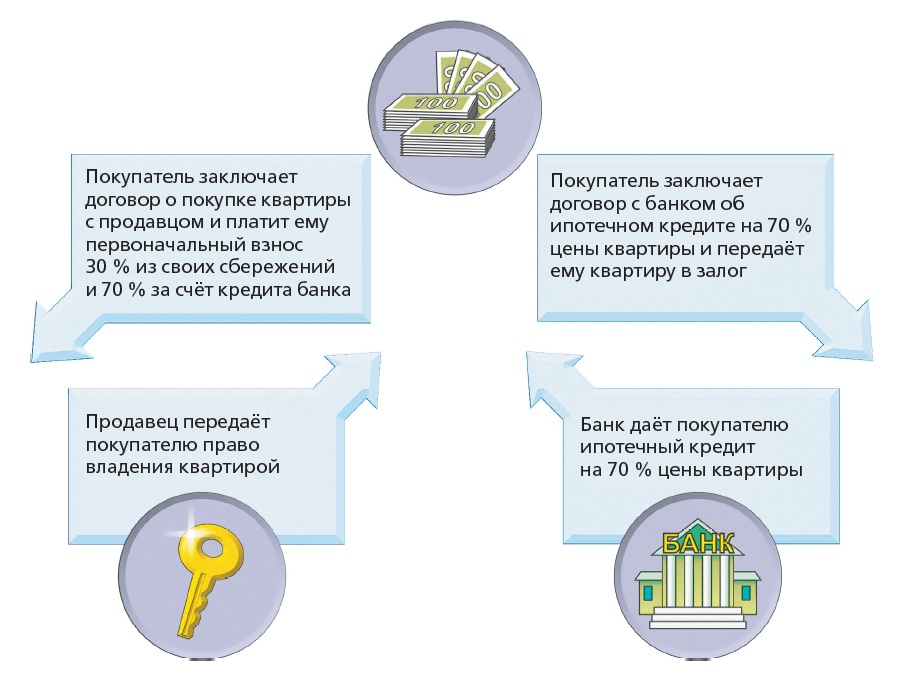 100
100
00
Покупатель заключает
договор о покупке квартиры
с продавцом и платит ему
первоначальный взнос
30 % из своих сбережений
и 70 % за счёт кредита банка
Покупатель заключает
договор с банком об
ипотечном кредите на 70 %
цены квартиры и передаёт
ему квартиру в залог
Продавец передаёт
покупателю право
владения квартирой
Банк даёт покупателю
ипотечный кредит
на 70 % цены квартиры
БАНК